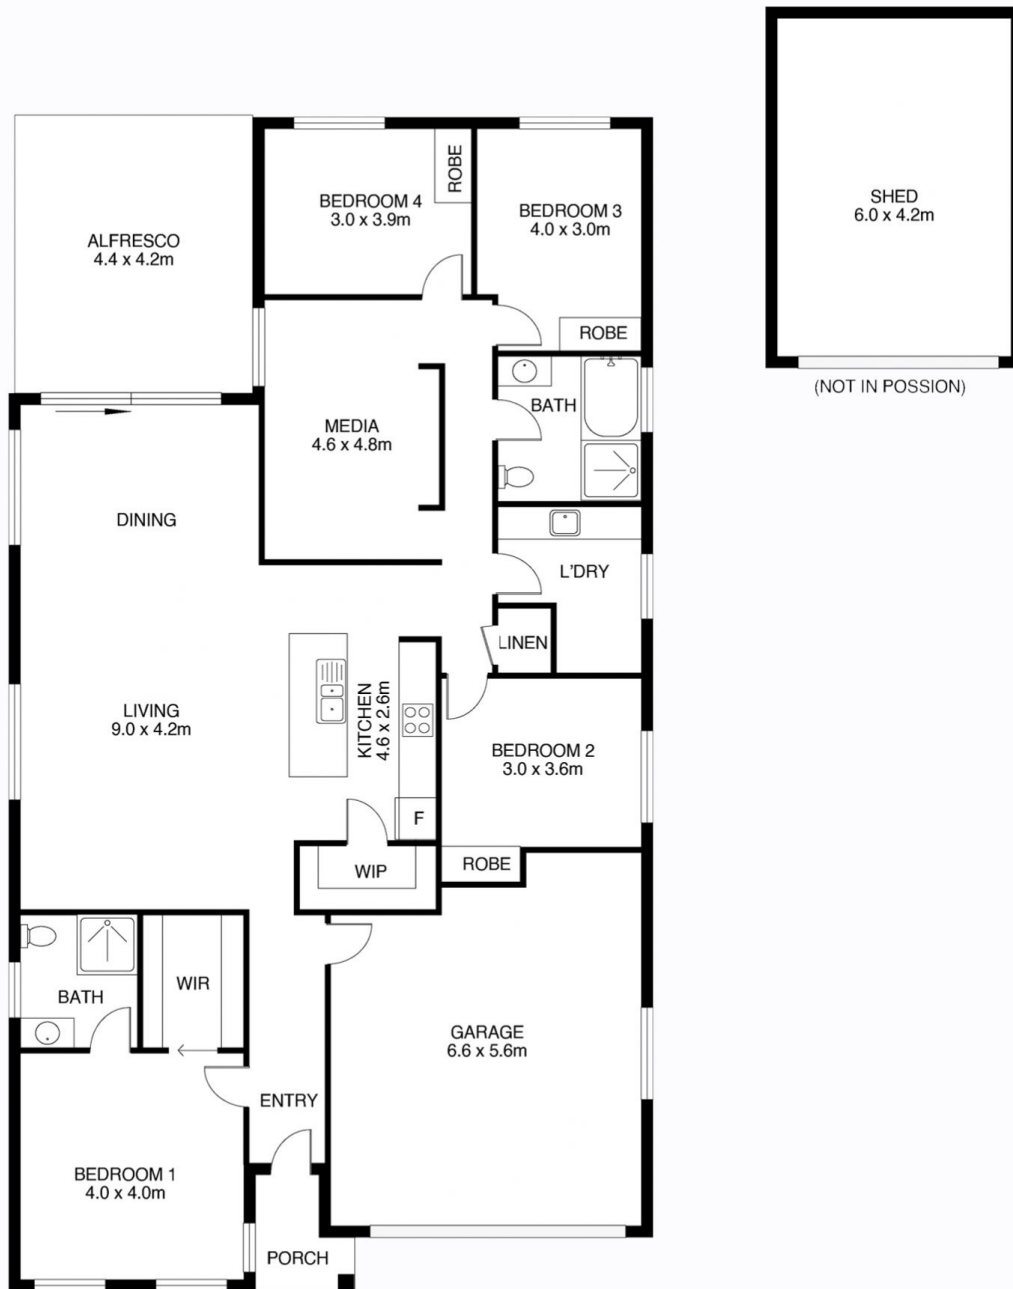 SHED
6.0 x 4.2m
(NOT IN POSSION)
ALFRESCO
4.4 x 4.2m
BEDROOM 4
3.0 x 3.9m
ROBE
BEDROOM 3
4.0 x 3.0m
ROBE
MEDIA
4.6 x 4.8m
BATH
DINING
L'DRY
LINEN
LIVING
9.0 x 4.2m
KITCHEN
4.6 x 2.6m
F
BEDROOM 2
3.0 x 3.6m
ROBE
WIP
BATH
WIR
GARAGE
6.6 x 5.6m
ENTRY
BEDROOM 1
4.0 x 4.0m
PORCH